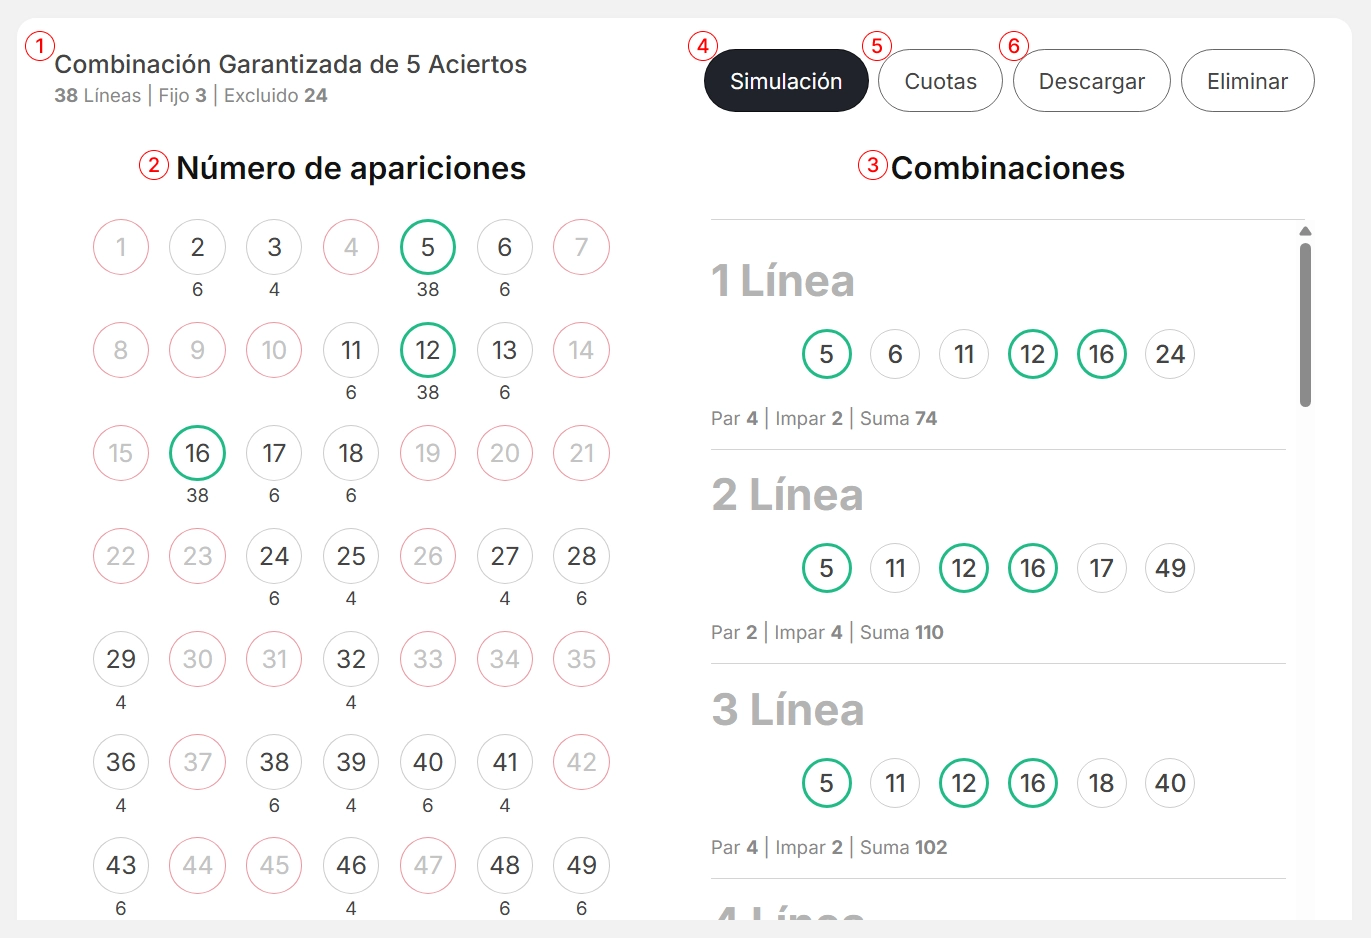 1
Combinación Garantizada de 5 Aciertos
38 Líneas | Fijo 3 | Excluido 24
4 Simulación 5 Cuotas 6 Descargar Eliminar
2 Número de apariciones
1 2 3 4 5 6 7
6 4 38 6
8 9 10 11 12 13 14
6 38 6
15 16 17 18 19 20 21
38 6 6
22 23 24 25 26 27 28
6 4 4 6
29 30 31 32 33 34 35
4 4
36 37 38 39 40 41 42
4 6 4 6 4
43 44 45 46 47 48 49
6 4 6 6
3 Combinaciones
1 Línea
5 6 11 12 16 24
Par 4 | Impar 2 | Suma 74
2 Línea
5 11 12 16 17 49
Par 2 | Impar 4 | Suma 110
3 Línea
5 11 12 16 18 40
Par 4 | Impar 2 | Suma 102
4 Línea